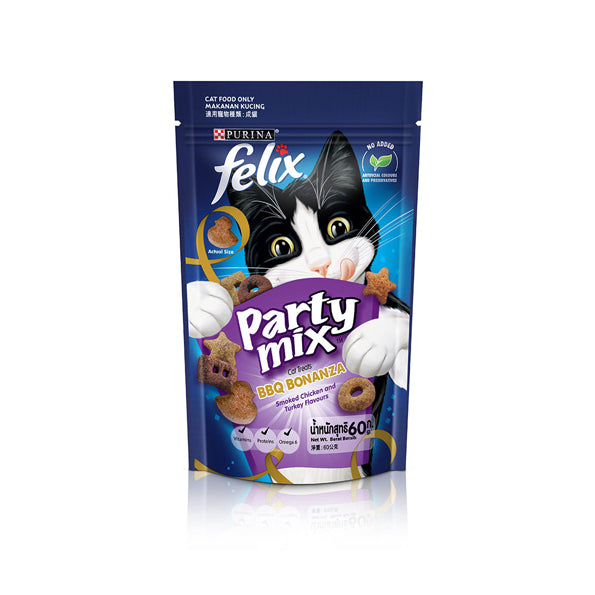 CAT FOOD ONLY
MAKANAN KUCING
適用寵物種類：成貓
PURINA
felix
NO ADDED
ARTIFICIAL COLOURS
AND PRESERVATIVES
Actual Size
Party
mix
TM
Cat Treats
BBQ BONANZA
Smoked Chicken and
Turkey Flavours
Vitamins
Proteins
Omega 6
น้ำหนักสุทธิ 60 ก.
Net Wt. Berat Bersih
淨重：60公克